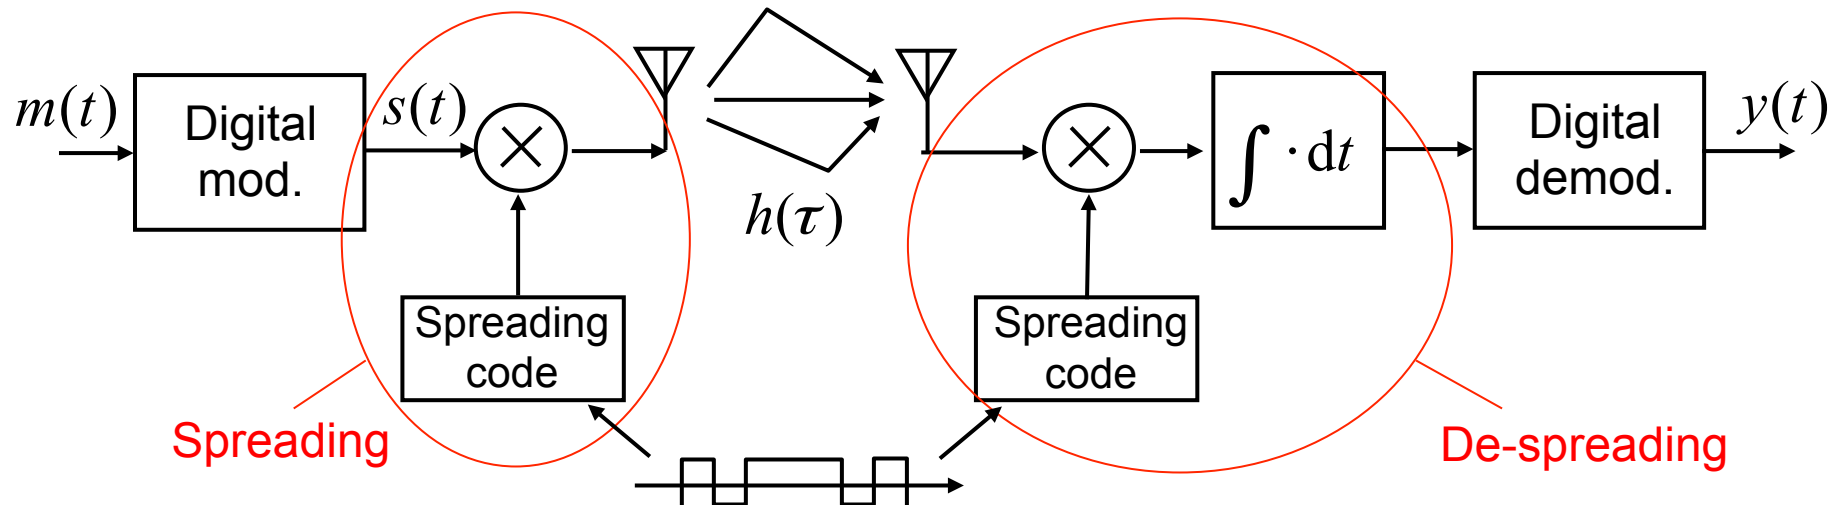 m(t)
Digital
mod.
s(t)
h(τ)
∫ · dt
Digital
demod.
y(t)
Spreading
code
Spreading
code
Spreading
De-spreading